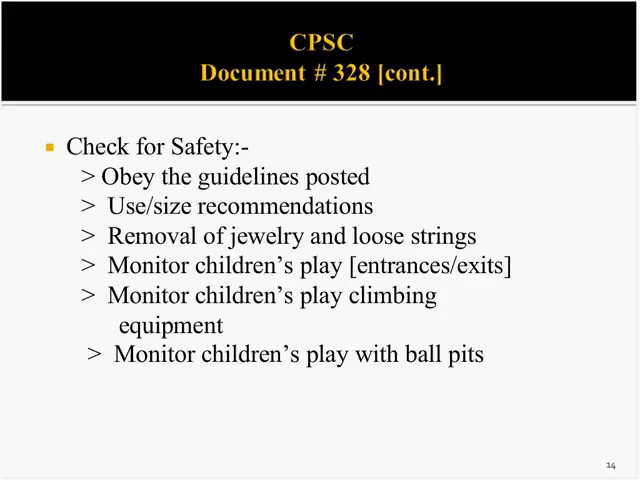 CPSC
Document # 328 [cont.]
Check for Safety:-
> Obey the guidelines posted
> Use/size recommendations
> Removal of jewelry and loose strings
> Monitor children’s play [entrances/exits]
> Monitor children’s play climbing
equipment
> Monitor children’s play with ball pits
14